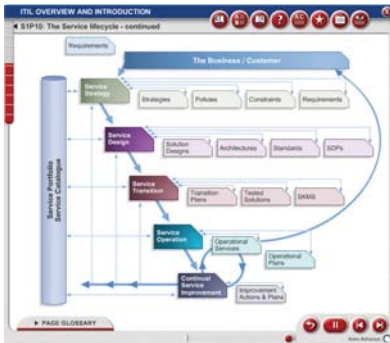 ITIL OVERVIEW AND INTRODUCTION
S1P10: The Service lifecycle - continued
Requirements
The Business / Customer
Service
Strategy
Strategies
Policies
Constraints
Requirements
Service
Design
Solution
Designs
Architectures
Standards
SDPs
Service
Transition
Transition
Plans
Tested
Solutions
SKMS
Service
Operation
Operational
Services
Operational
Plans
Continual
Service
Improvement
Improvement
Actions & Plans
Service Portfolio
Service Catalogue
PAGE GLOSSARY
Auto Advance